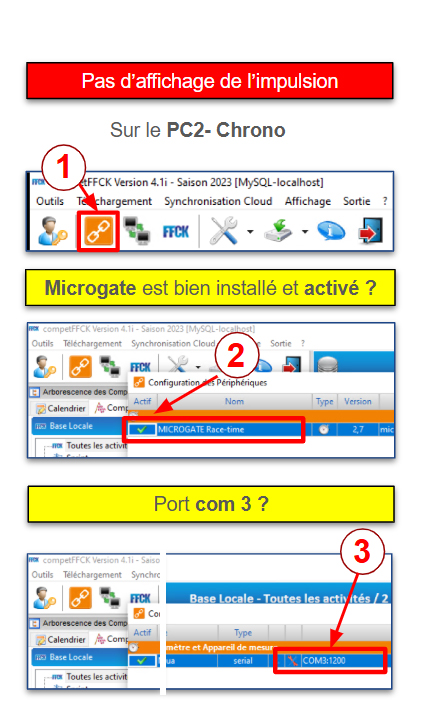 Pas d'affichage de l'impulsion
Sur le PC2- Chrono
1
etFFCK Version 4.1i - Saison 2023 [MySQL-localhost]
Outils Téléchargement Synchronisation Cloud Affichage Sortie ?
FFCK
Microgate est bien installé et activé ?
competFFCK Version 4.1i - Saison 2023 [MySQL-localhost]
Outils Téléchargement Synchronisation Cloud Sortie ?
2
FFCK
Configuration des Périphériques
Arborescence des Comp
Actif Nom Type Version
Calendrier Comp
Base Locale
MICROGATE Race-time 2,7 mic
Toutes les activit
Port com 3 ?
3
competFFCK Version 4.1i - Saiso
Outils Téléchargement Synchro
FFCK
Base Locale - Toutes les activités / 2
Arborescence des Comp
Co
Calendrier Comp
Actif Type
mètre et Appareil de mesu
Base Locale
ua serial COM3:1200
Toutes les activit